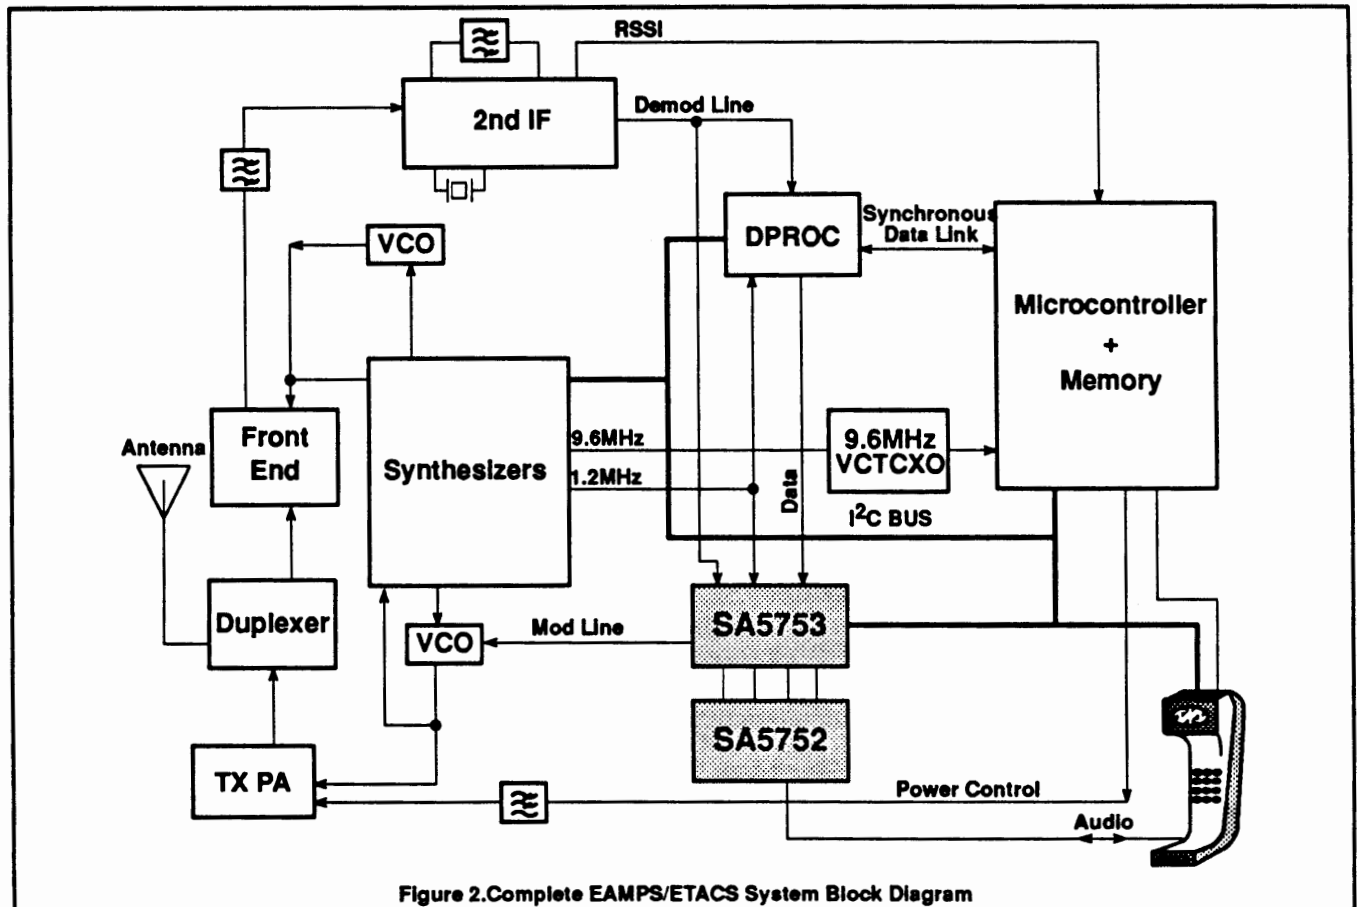 RSSI
2nd IF
Demod Line
VCO
DPROC
Synchronous
Data Link
Microcontroller
+
Memory
Antenna
Front
End
Synthesizers
9.6MHz
1.2MHz
9.6MHz
VCTCXO
Data
I²C BUS
Duplexer
VCO
Mod Line
SA5753
SA5752
TX PA
Power Control
Audio
Figure 2.Complete EAMPS/ETACS System Block Diagram